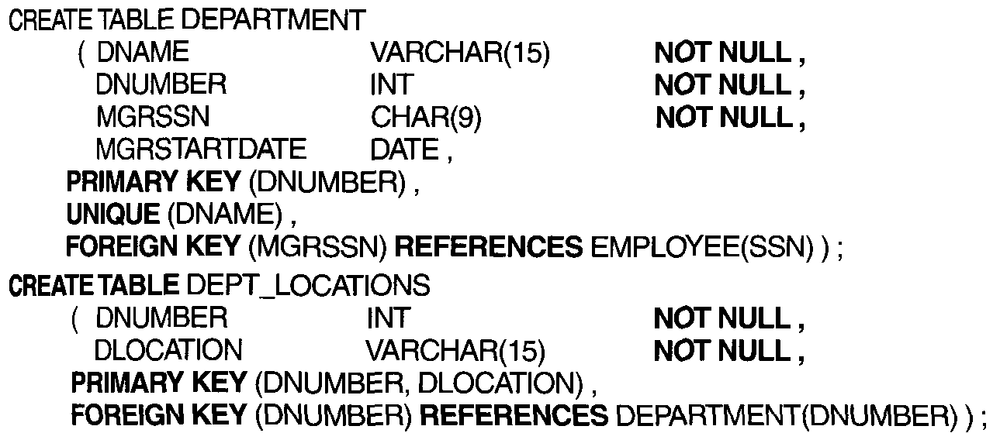 CREATE TABLE DEPARTMENT
( DNAME VARCHAR(15) NOT NULL ,
DNUMBER INT NOT NULL ,
MGRSSN CHAR(9) NOT NULL ,
MGRSTARTDATE DATE ,
PRIMARY KEY (DNUMBER) ,
UNIQUE (DNAME) ,
FOREIGN KEY (MGRSSN) REFERENCES EMPLOYEE(SSN) ) ;
CREATE TABLE DEPT_LOCATIONS
( DNUMBER INT NOT NULL ,
DLOCATION VARCHAR(15) NOT NULL ,
PRIMARY KEY (DNUMBER, DLOCATION) ,
FOREIGN KEY (DNUMBER) REFERENCES DEPARTMENT(DNUMBER) ) ;